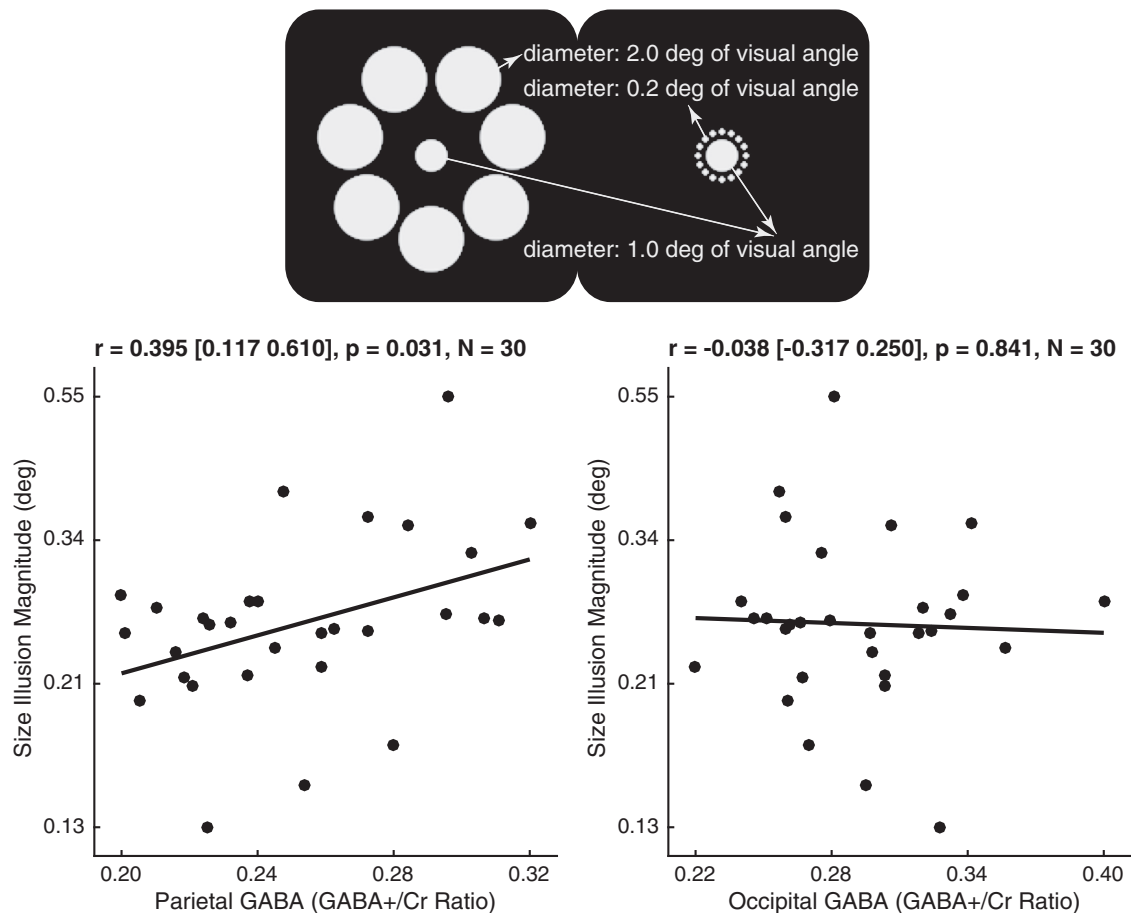 diameter: 2.0 deg of visual angle
diameter: 0.2 deg of visual angle
diameter: 1.0 deg of visual angle
r = 0.395 [0.117 0.610], p = 0.031, N = 30
Size Illusion Magnitude (deg)
0.55
0.34
0.21
0.13
0.20
0.24
0.28
0.32
Parietal GABA (GABA+/Cr Ratio)
r = -0.038 [-0.317 0.250], p = 0.841, N = 30
Size Illusion Magnitude (deg)
0.55
0.34
0.21
0.13
0.22
0.28
0.34
0.40
Occipital GABA (GABA+/Cr Ratio)